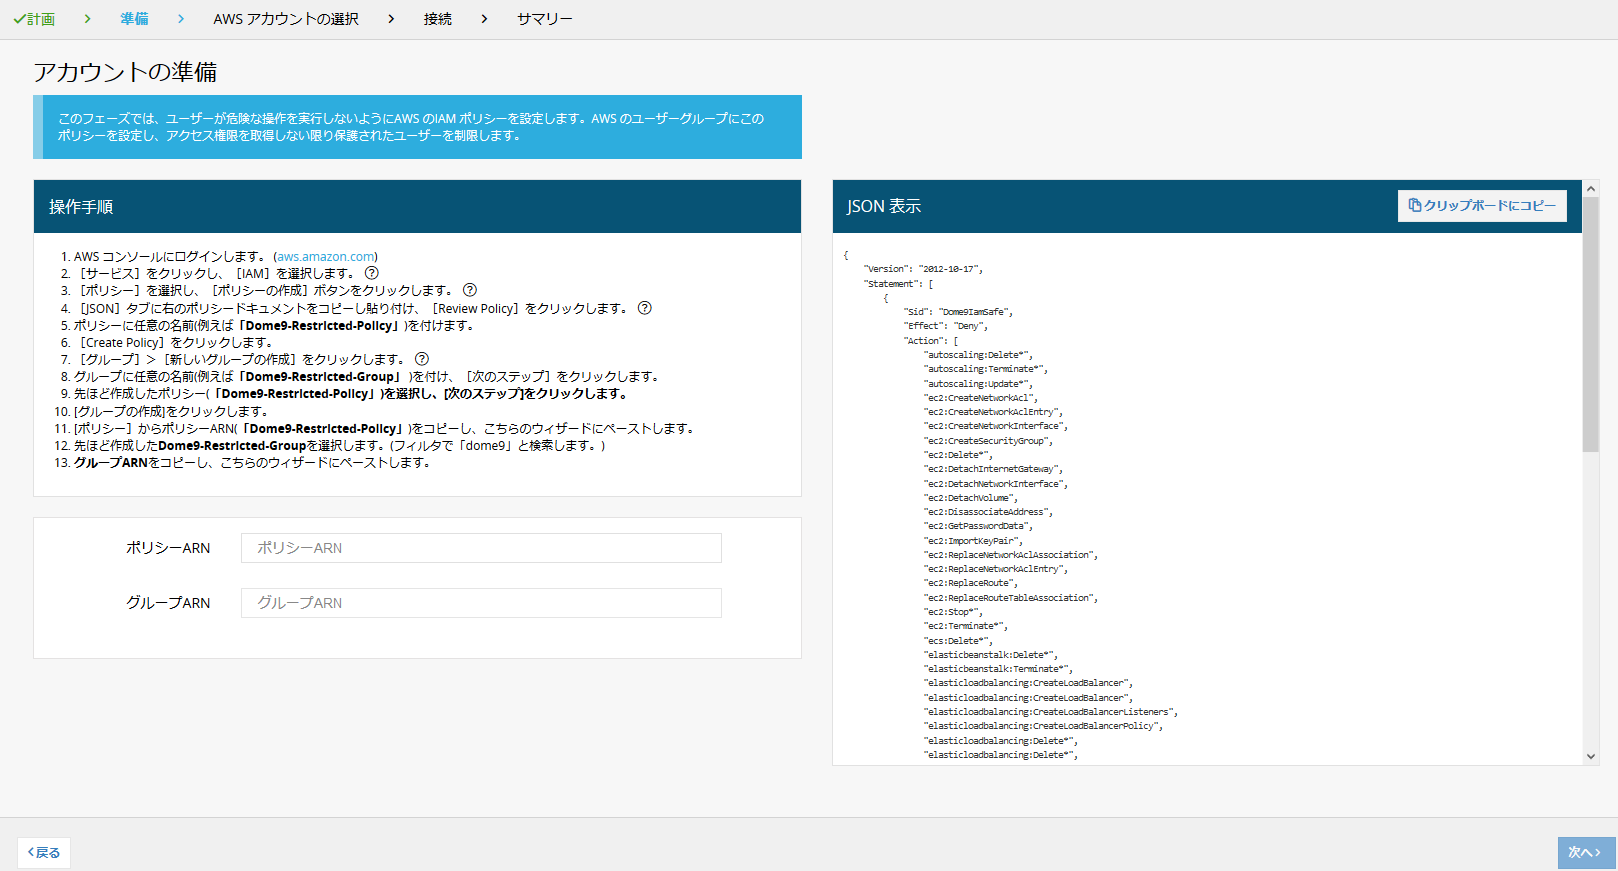 計画 > 準備 > AWS アカウントの選択 > 接続 > サマリー
アカウントの準備
このフェーズでは、ユーザーが危険な操作を実行しないようにAWS のIAM ポリシーを設定します。AWS のユーザーグループにこの
ポリシーを設定し、アクセス権限を取得しない限り保護されたユーザーを制限します。
操作手順
1. AWS コンソールにログインします。 (aws.amazon.com)
2. ［サービス］をクリックし、［IAM］を選択します。 ?
3. ［ポリシー］を選択し、［ポリシーの作成］ボタンをクリックします。 ?
4. ［JSON］タブに右のポリシードキュメントをコピーし貼り付け、［Review Policy］をクリックします。 ?
5. ポリシーに任意の名前(例えば「Dome9-Restricted-Policy」)を付けます。
6. ［Create Policy］をクリックします。
7. ［グループ］＞［新しいグループの作成］をクリックします。 ?
8. グループに任意の名前(例えば「Dome9-Restricted-Group」 )を付け、［次のステップ］をクリックします。
9. 先ほど作成したポリシー(「Dome9-Restricted-Policy」)を選択し、[次のステップ]をクリックします。
10. [グループの作成]をクリックします。
11. [ポリシー］からポリシーARN(「Dome9-Restricted-Policy」)をコピーし、こちらのウィザードにペーストします。
12. 先ほど作成したDome9-Restricted-Groupを選択します。(フィルタで「dome9」と検索します。)
13. グループARNをコピーし、こちらのウィザードにペーストします。
ポリシーARN ポリシーARN
グループARN グループARN
JSON 表示
クリップボードにコピー
{
"Version": "2012-10-17",
"Statement": [
{
"Sid": "Dome9IamSafe",
"Effect": "Deny",
"Action": [
"autoscaling:Delete*",
"autoscaling:Terminate*",
"autoscaling:Update*",
"ec2:CreateNetworkAcl",
"ec2:CreateNetworkAclEntry",
"ec2:CreateNetworkInterface",
"ec2:CreateSecurityGroup",
"ec2:Delete*",
"ec2:DetachInternetGateway",
"ec2:DetachNetworkInterface",
"ec2:DetachVolume",
"ec2:DisassociateAddress",
"ec2:GetPasswordData",
"ec2:ImportKeyPair",
"ec2:ReplaceNetworkAclAssociation",
"ec2:ReplaceNetworkAclEntry",
"ec2:ReplaceRoute",
"ec2:ReplaceRouteTableAssociation",
"ec2:Stop*",
"ec2:Terminate*",
"ecs:Delete*",
"elasticbeanstalk:Delete*",
"elasticbeanstalk:Terminate*",
"elasticloadbalancing:CreateLoadBalancer",
"elasticloadbalancing:CreateLoadBalancer",
"elasticloadbalancing:CreateLoadBalancerListeners",
"elasticloadbalancing:CreateLoadBalancerPolicy",
"elasticloadbalancing:Delete*",
"elasticloadbalancing:Delete*",
<戻る
次へ>